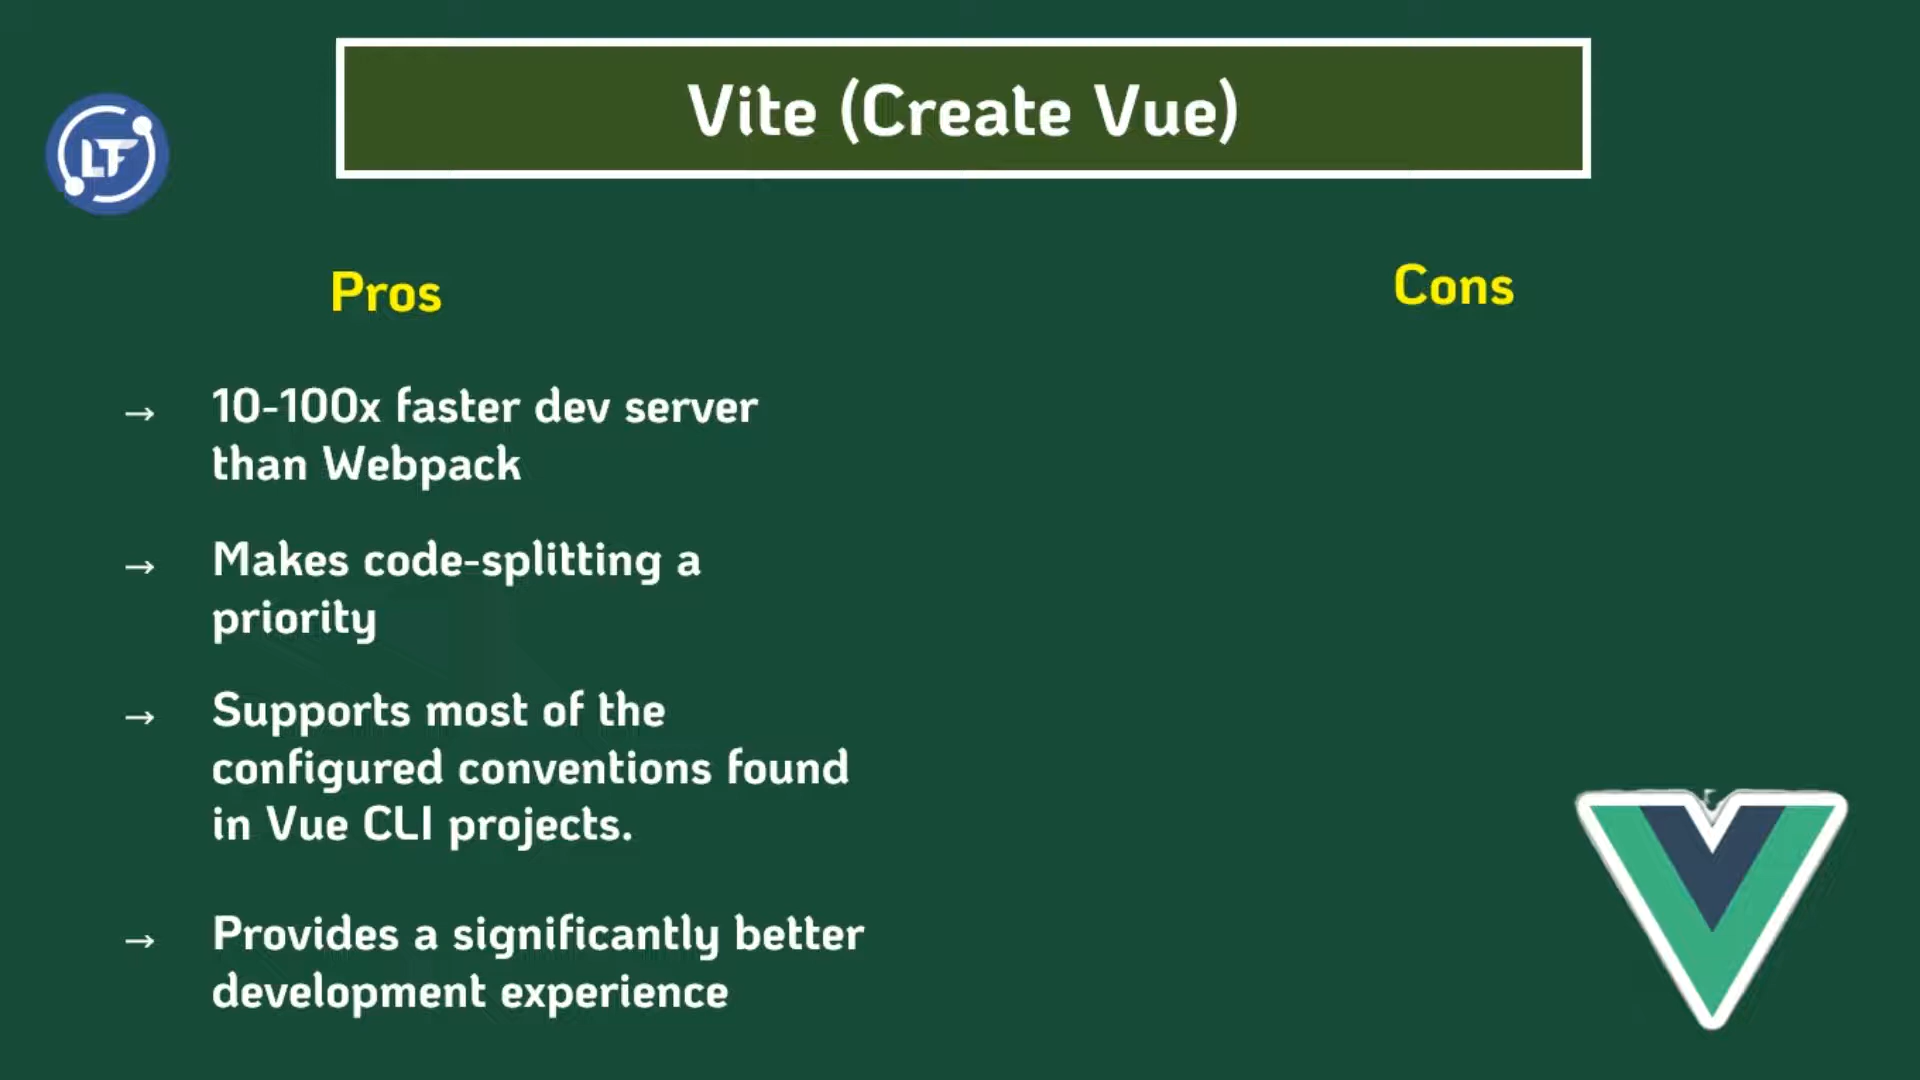 Vite (Create Vue)
LTF
Pros
Cons
→ 10-100x faster dev server
than Webpack
→ Makes code-splitting a
priority
→ Supports most of the
configured conventions found
in Vue CLI projects.
→ Provides a significantly better
development experience